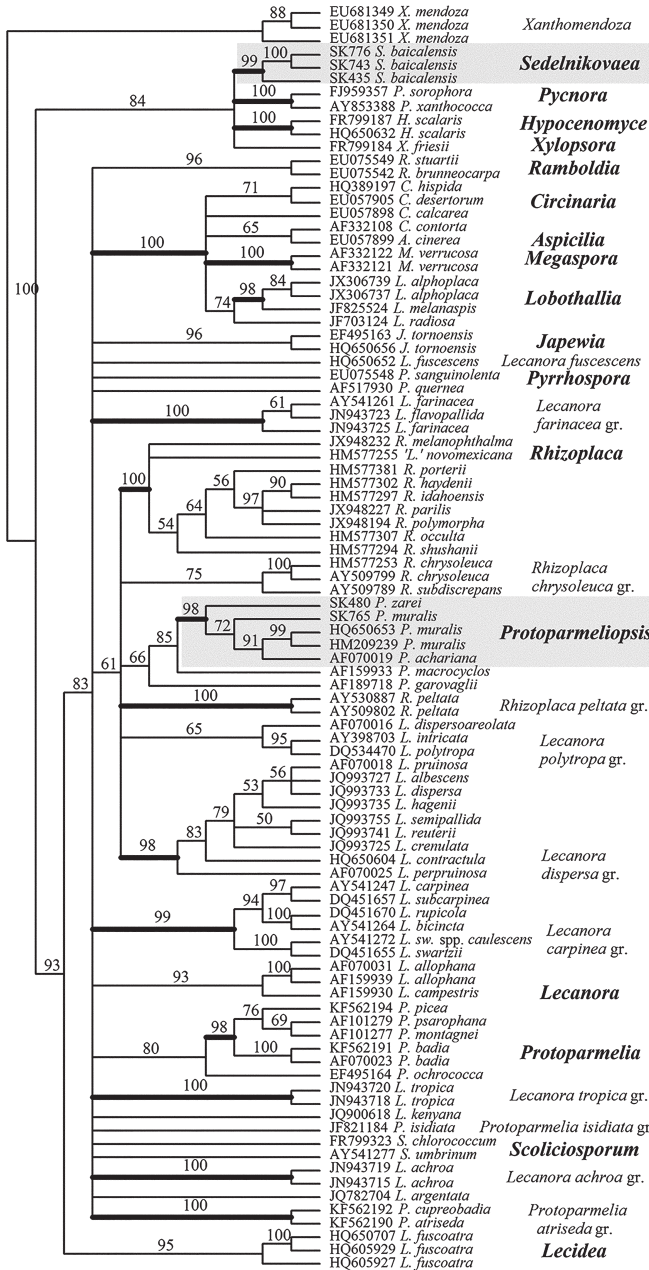 88
EU681349 X. mendoza
EU681350 X. mendoza
Xanthomendoza
EU681351 X. mendoza
99
100
SK776 S. baicalensis
SK743 S. baicalensis
Sedelnikovaea
SK435 S. baicalensis
84
100
FJ959357 P. sorophora
Pycnora
AY853388 P. xanthococca
100
FR799187 H. scalaris
Hypocenomyce
HQ650632 H. scalaris
FR799184 X. friesii
Xylopsora
96
EU075549 R. stuartii
Ramboldia
EU075542 R. brunneocarpa
71
HQ389197 C. hispida
EU057905 C. desertorum
Circinaria
EU057898 C. calcarea
65
AF332108 C. contorta
100
EU057899 A. cinerea
Aspicilia
100
AF332122 M. verrucosa
Megaspora
AF332121 M. verrucosa
84
JX306739 L. alphoplaca
100
98
JX306737 L. alphoplaca
Lobothallia
74
JF825524 L. melanaspis
JF703124 L. radiosa
96
EF495163 J. tornoensis
Japewia
HQ650656 J. tornoensis
HQ650652 L. fuscescens
Lecanora fuscescens
EU075548 P. sanguinolenta
Pyrrhospora
AF517930 P. quernea
61
AY541261 L. farinacea
Lecanora
100
JN943723 L. flavopallida
farinacea gr.
JN943725 L. farinacea
JX948232 R. melanophthalma
HM577255 'L.' novomexicana
Rhizoplaca
HM577381 R. porterii
100
56
90
HM577302 R. haydenii
97
HM577297 R. idahoensis
64
JX948227 R. parilis
54
JX948194 R. polymorpha
HM577307 R. occulta
HM577294 R. shushanii
100
HM577253 R. chrysoleuca
Rhizoplaca
75
AY509799 R. chrysoleuca
chrysoleuca gr.
AY509789 R. subdiscrepans
98
SK480 P. zarei
72
SK765 P. muralis
99
HQ650653 P. muralis
Protoparmeliopsis
85
91
HM209239 P. muralis
61
66
AF070019 P. achariana
AF159933 P. macrocyclos
83
AF189718 P. garovaglii
100
AY530887 R. peltata
Rhizoplaca peltata gr.
AY509802 R. peltata
65
AF070016 L. dispersoareolata
95
AY398703 L. intricata
Lecanora
DQ534470 L. polytropa
polytropa gr.
AF070018 L. pruinosa
56
JQ993727 L. albescens
53
JQ993733 L. dispersa
JQ993735 L. hagenii
79
50
JQ993755 L. semipallida
83
JQ993741 L. reuterii
JQ993725 L. crenulata
98
HQ650604 L. contractula
Lecanora
AF070025 L. perpruinosa
dispersa gr.
97
AY541247 L. carpinea
94
DQ451657 L. subcarpinea
100
DQ451670 L. rupicola
99
AY541264 L. bicincta
Lecanora
100
AY541272 L. sw. spp. caulescens
carpinea gr.
DQ451655 L. swartzii
93
100
AF070031 L. allophana
93
AF159939 L. allophana
Lecanora
AF159930 L. campestris
76
KF562194 P. picea
69
AF101279 P. psarophana
98
AF101277 P. montagnei
80
100
KF562191 P. badia
Protoparmelia
AF070023 P. badia
EF495164 P. ochrococca
100
JN943720 L. tropica
Lecanora tropica gr.
JN943718 L. tropica
JQ900618 L. kenyana
JF821184 P. isidiata
Protoparmelia isidiata gr
FR799323 S. chlorococcum
Scoliciosporum
AY541277 S. umbrinum
100
JN943719 L. achroa
Lecanora achroa gr.
JN943715 L. achroa
JQ782704 L. argentata
100
KF562192 P. cupreobadia
Protoparmelia
KF562190 P. atriseda
atriseda gr.
95
100
HQ650707 L. fuscoatra
HQ605929 L. fuscoatra
Lecidea
HQ605927 L. fuscoatra